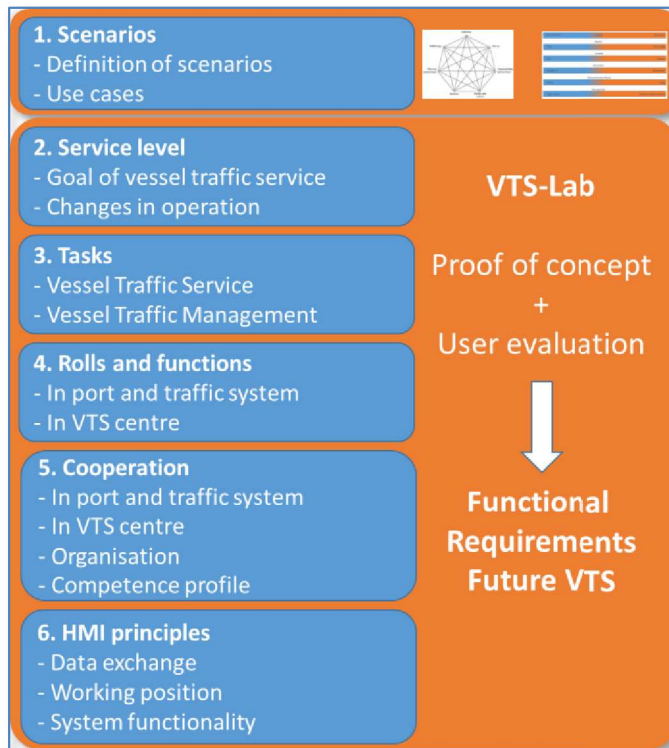 1. Scenarios
- Definition of scenarios
- Use cases
2. Service level
- Goal of vessel traffic service
- Changes in operation
3. Tasks
- Vessel Traffic Service
- Vessel Traffic Management
4. Rolls and functions
- In port and traffic system
- In VTS centre
5. Cooperation
- In port and traffic system
- In VTS centre
- Organisation
- Competence profile
6. HMI principles
- Data exchange
- Working position
- System functionality
VTS-Lab
Proof of concept
+
User evaluation
Functional
Requirements
Future VTS